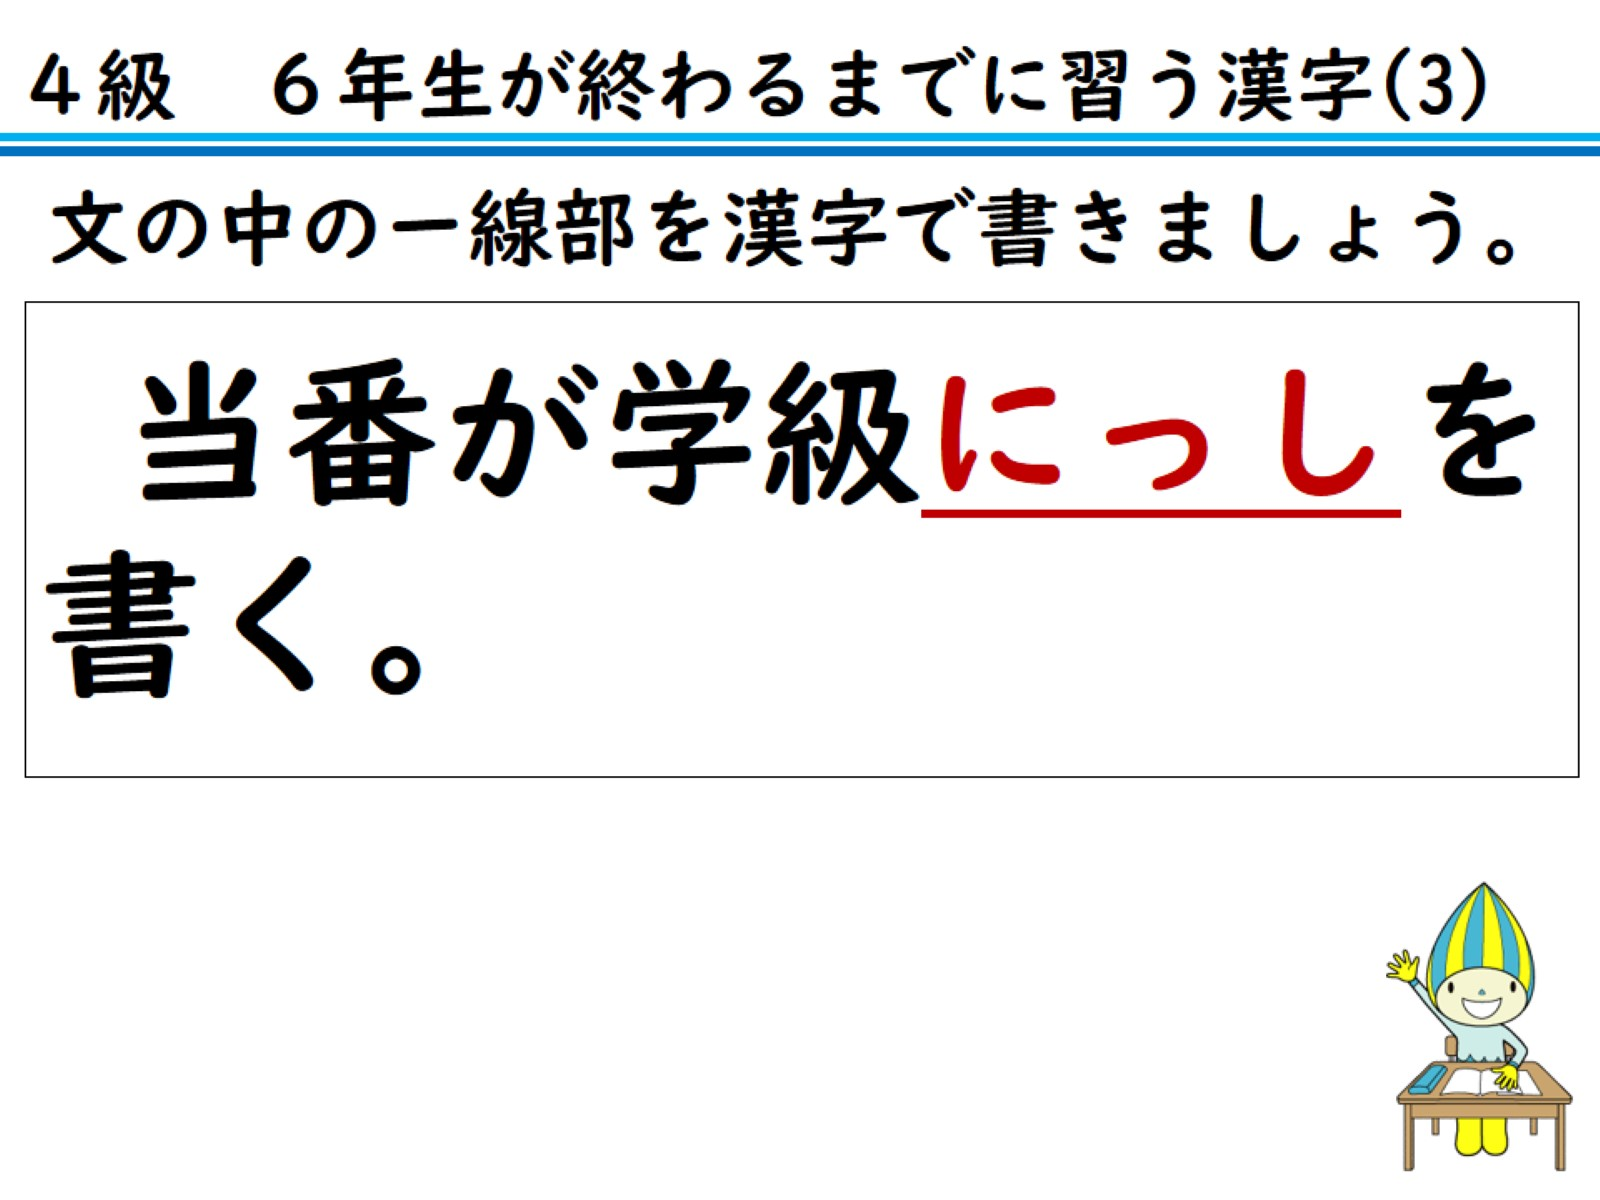 ４級　６年生が終わるまでに習う漢字(3)
文の中の一線部を漢字で書きましょう。
当番が学級にっしを
書く。